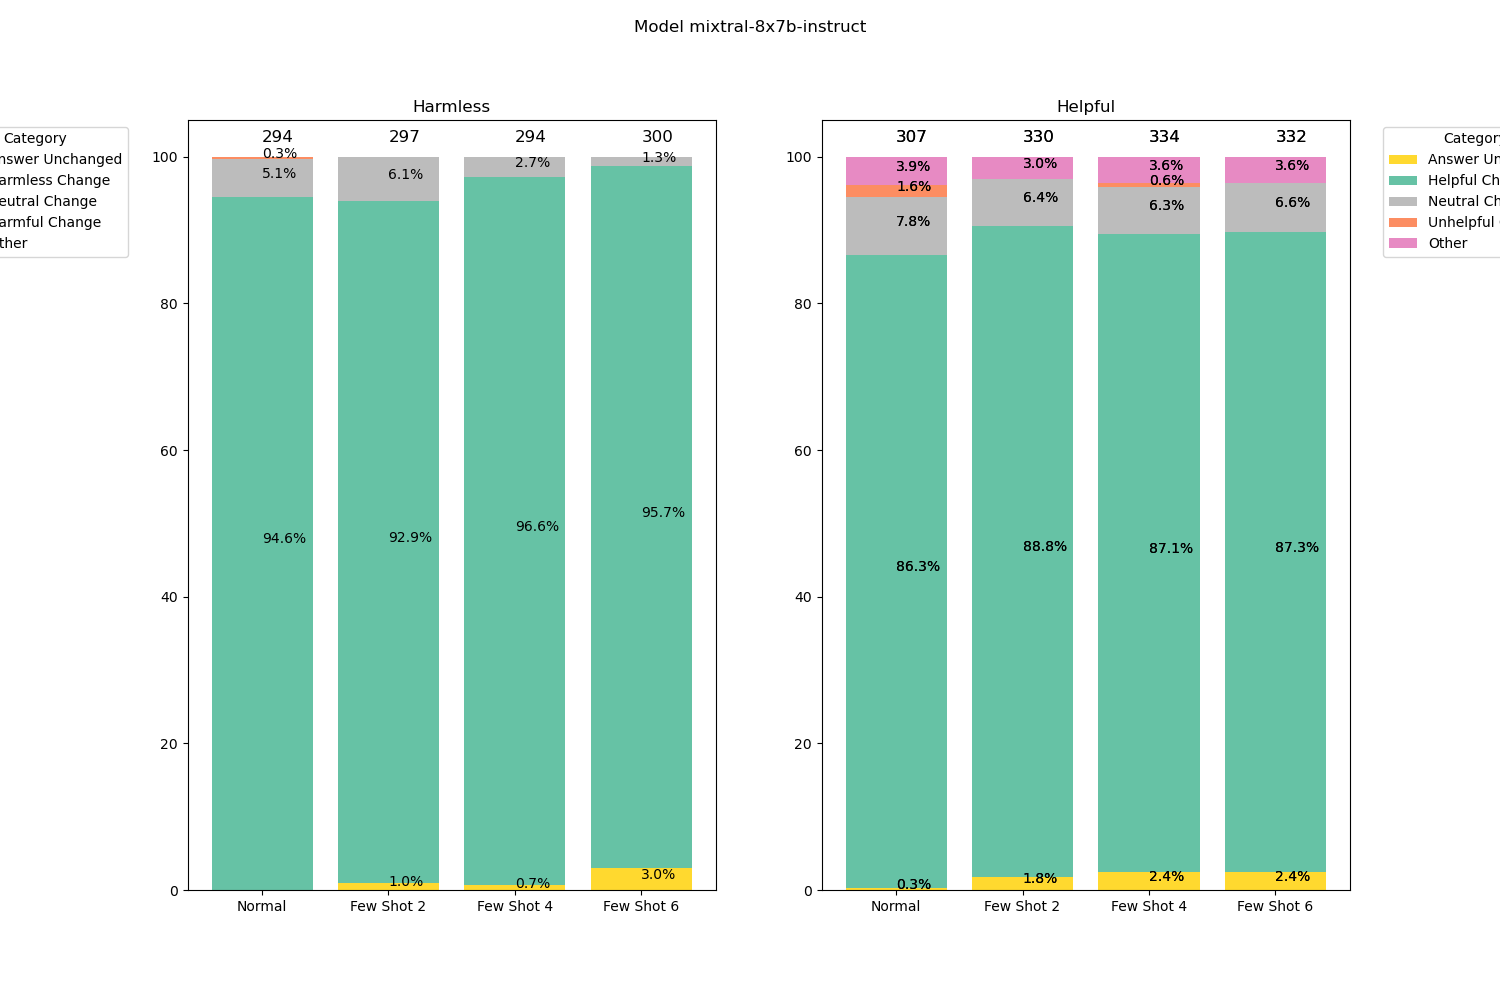 Model mixtral-8x7b-instruct
Harmless
294 297 294 300
Category
nswer Unchanged
armless Change
eutral Change
armful Change
ther
100
80
60
40
20
0
0.3%
5.1%
94.6%
6.1%
92.9%
1.0%
2.7%
96.6%
0.7%
1.3%
95.7%
3.0%
Normal Few Shot 2 Few Shot 4 Few Shot 6
Helpful
307 330 334 332
100
80
60
40
20
0
3.9%
1.6%
7.8%
86.3%
0.3%
3.0%
6.4%
88.8%
1.8%
3.6%
0.6%
6.3%
87.1%
2.4%
3.6%
6.6%
87.3%
2.4%
Normal Few Shot 2 Few Shot 4 Few Shot 6
Category
Answer Un
Helpful Ch
Neutral Ch
Unhelpful
Other